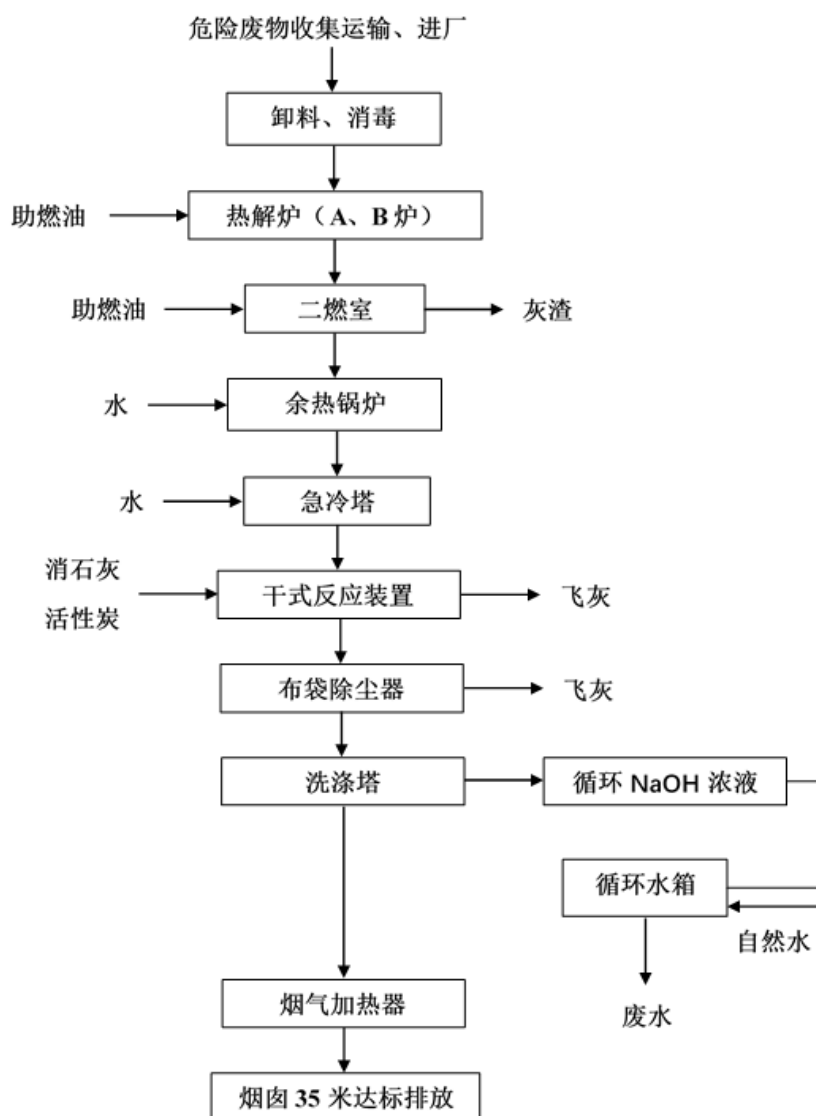 危险废物收集运输、进厂
卸料、消毒
助燃油
热解炉（A、B 炉）
助燃油
二燃室
灰渣
水
余热锅炉
水
急冷塔
消石灰
活性炭
干式反应装置
飞灰
布袋除尘器
飞灰
洗涤塔
循环 NaOH 浓液
循环水箱
自然水
废水
烟气加热器
烟囱 35 米达标排放